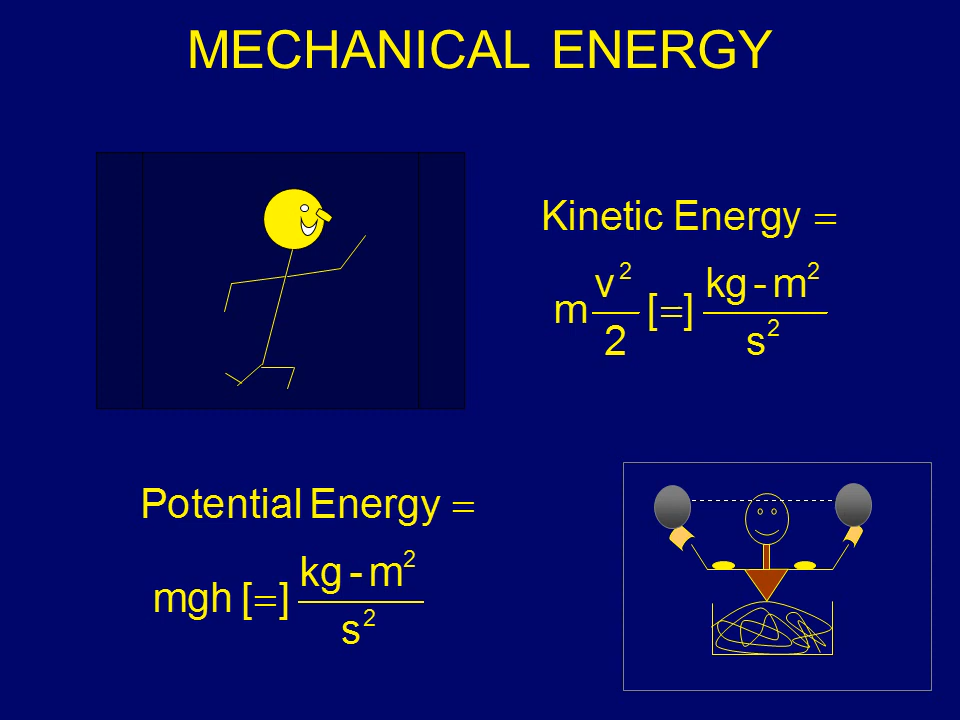 MECHANICAL ENERGY
Kinetic Energy =
m v²/2 [=] kg - m²/s²
Potential Energy =
mgh [=] kg - m²/s²